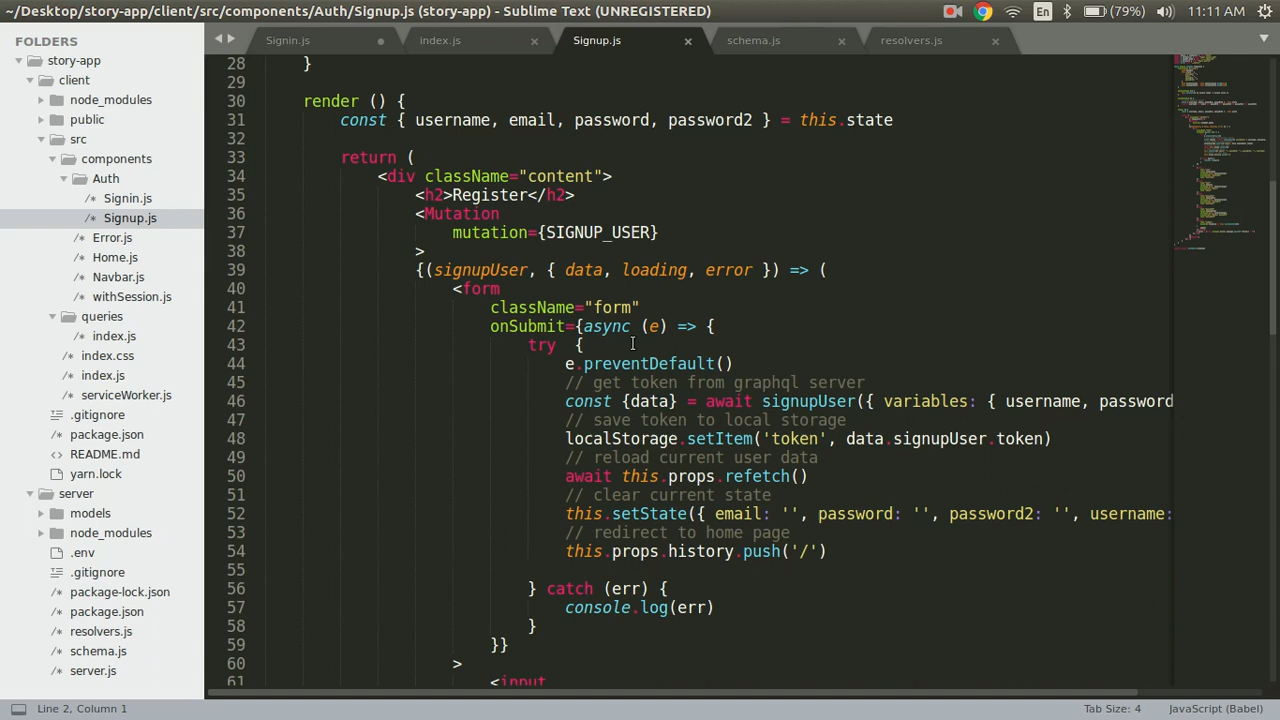 ~/Desktop/story-app/client/src/components/Auth/Signup.js (story-app) - Sublime Text (UNREGISTERED)
En
(79%)
11:11 AM
FOLDERS
story-app
client
node_modules
public
src
components
Auth
Signin.js
Signup.js
Error.js
Home.js
Navbar.js
withSession.js
queries
index.js
index.css
index.js
serviceWorker.js
.gitignore
package.json
README.md
yarn.lock
server
models
node_modules
.env
.gitignore
package-lock.json
package.json
resolvers.js
schema.js
server.js
Signin.js
index.js
Signup.js
schema.js
resolvers.js
28 }
29
30 render () {
31 const { username, email, password, password2 } = this.state
32
33 return (
34 <div className="content">
35 <h2>Register</h2>
36 <Mutation
37 mutation={SIGNUP_USER}
38 >
39 {(signupUser, { data, loading, error }) => (
40 <form
41 className="form"
42 onSubmit={async (e) => {
43 try  {
44 e.preventDefault()
45 // get token from graphql server
46 const {data} = await signupUser({ variables: { username, password
47 // save token to local storage
48 localStorage.setItem('token', data.signupUser.token)
49 // reload current user data
50 await this.props.refetch()
51 // clear current state
52 this.setState({ email: '', password: '', password2: '', username:
53 // redirect to home page
54 this.props.history.push('/')
55
56 } catch (err) {
57 console.log(err)
58 }
59 }}
60 >
61 <input
Line 2, Column 1
Tab Size: 4
JavaScript (Babel)